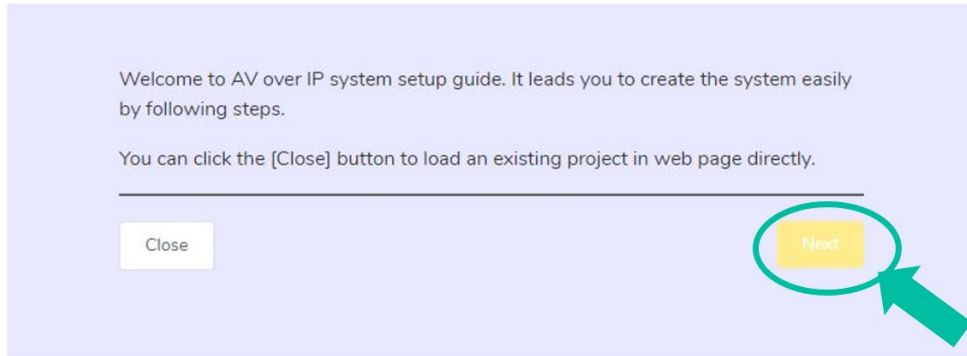 Welcome to AV over IP system setup guide. It leads you to create the system easily
by following steps.
You can click the [Close] button to load an existing project in web page directly.
Close
Next